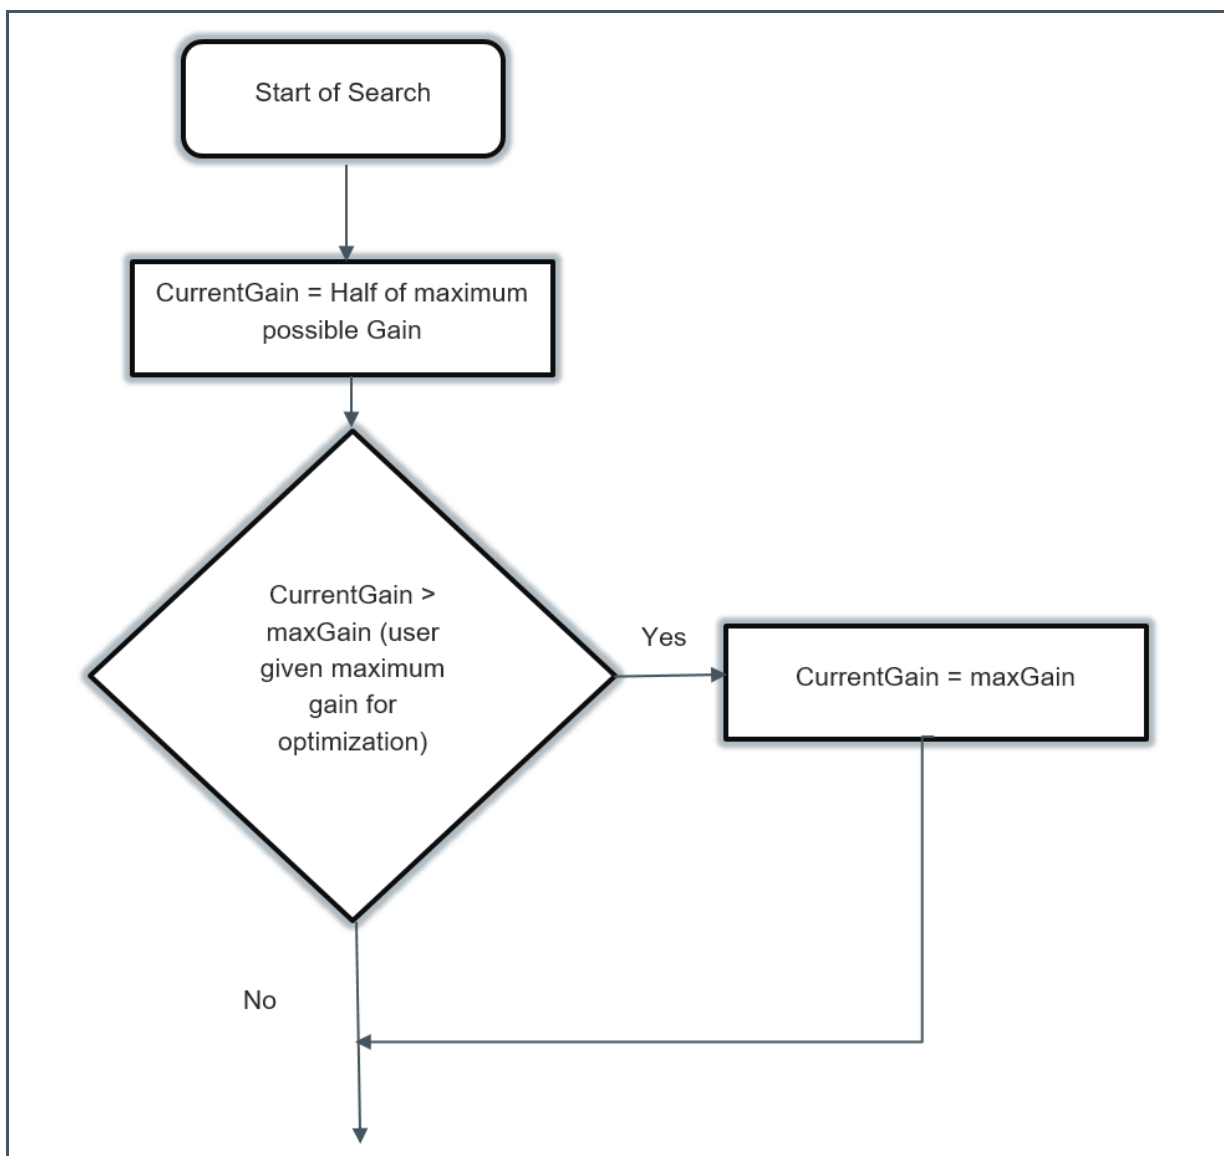 Start of Search
CurrentGain = Half of maximum
possible Gain
CurrentGain >
maxGain (user
given maximum
gain for
optimization)
Yes
CurrentGain = maxGain
No